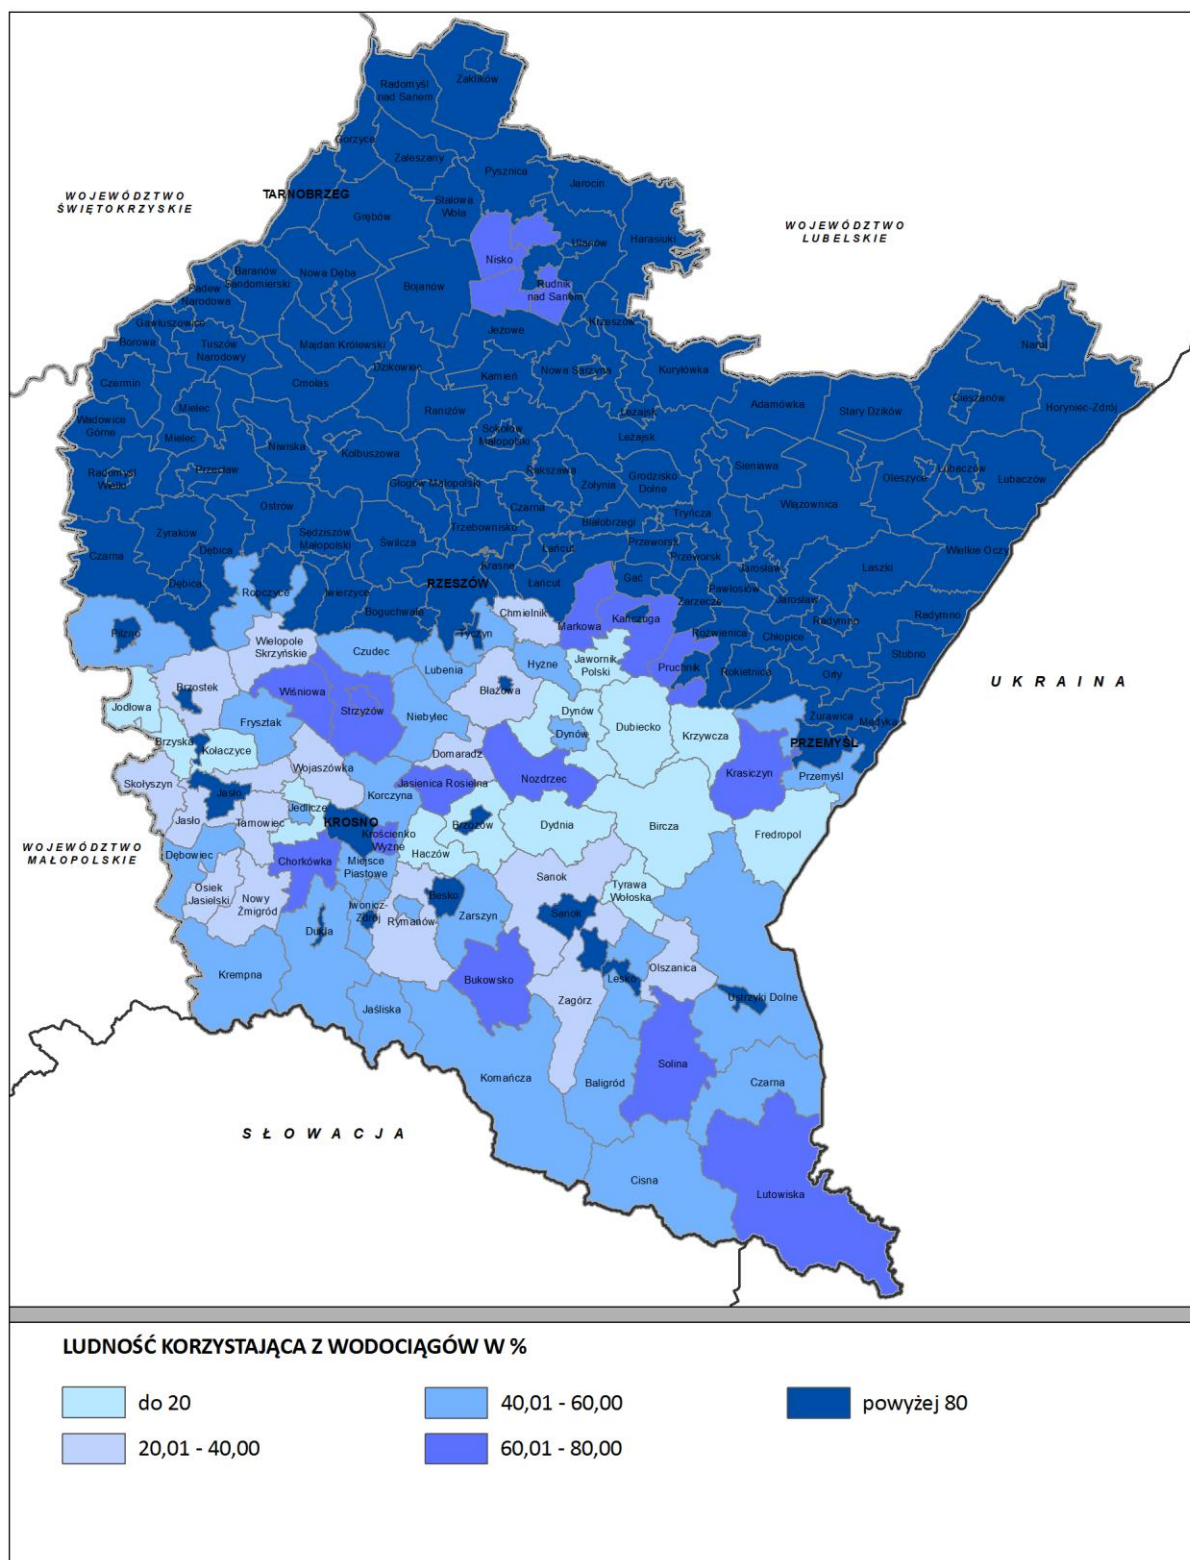 Radomyśl
nad Sanem
Zaklików
Gorzyce
Zaleszany
Pysznica
Jarocin
WOJEWÓDZTWO
ŚWIĘTOKRZYSKIE
TARNOBRZEG
Grębów
Stalowa
Wola
Ulanów
Harasiuki
WOJEWÓDZTWO
LUBELSKIE
Nisko
Baranów
Sandomierski
Nowa Dęba
Bojanów
Rudnik
nad Sanem
Padew
Narodowa
Gawłuszowice
Borowa
Tuszów
Narodowy
Majdan Królewski
Jeżowe
Krzeszów
Narol
Dzikowiec
Kamień
Nowa Sarzyna
Kuryłówka
Czermin
Cmolas
Cieszanów
Horyniec-Zdrój
Mielec
Raniżów
Leżajsk
Adamówka
Stary Dzików
Wadowice
Górne
Mielec
Niwiska
Kolbuszowa
Sokołów
Małopolski
Leżajsk
Radomyśl
Wielki
Przecław
Głogów Małopolski
Rakszawa
Żołynia
Grodzisko
Dolne
Sieniawa
Oleszyce
Lubaczów
Lubaczów
Ostrów
Czarna
Wiązownica
Żyraków
Sędziszów
Małopolski
Świlcza
Trzebownisko
Białobrzegi
Tryńcza
Czarna
Dębica
Łańcut
Przeworsk
Przeworsk
Wielkie Oczy
Dębica
Ropczyce
Iwierzyce
RZESZÓW
Krasne
Łańcut
Gać
Jarosław
Pawłosiów
Laszki
Boguchwała
Zarzecze
Jarosław
Chmielnik
Markowa
Kańczuga
Radymno
Radymno
Pilzno
Tyczyn
Roźwienica
Chłopice
Wielopole
Skrzyńskie
Czudec
Lubenia
Hyżne
Jawornik
Polski
Pruchnik
Rokietnica
Orły
Stubno
UKRAINA
Brzostek
Wiśniowa
Strzyżów
Błażowa
Jodłowa
Frysztak
Niebylec
Dynów
Dynów
Dubiecko
Krzywcza
Żurawica
Medyka
Brzyska
Kołaczyce
Domaradz
PRZEMYŚL
Skołyszyn
Wojaszówka
Jasienica Rosielna
Nozdrzec
Krasiczyn
Przemyśl
Jasło
Korczyna
Jasło
Tarnowiec
Jedlicze
KROSNO
Krościenko
Wyżne
Brzozów
Dydnia
Bircza
Fredropol
WOJEWÓDZTWO
MAŁOPOLSKIE
Dębowiec
Chorkówka
Miejsce
Piastowe
Haczów
Sanok
Tyrawa
Wołoska
Osiek
Jasielski
Nowy
Żmigród
Iwonicz-
Zdrój
Besko
Rymanów
Zarszyn
Sanok
Dukla
Krempna
Bukowsko
Lesko
Olszanica
Zagórz
Ustrzyki Dolne
Jaśliska
Solina
Komańcza
Baligród
Czarna
SŁOWACJA
Cisna
Lutowiska
LUDNOŚĆ KORZYSTAJĄCA Z WODOCIĄGÓW W %
do 20
40,01 - 60,00
powyżej 80
20,01 - 40,00
60,01 - 80,00